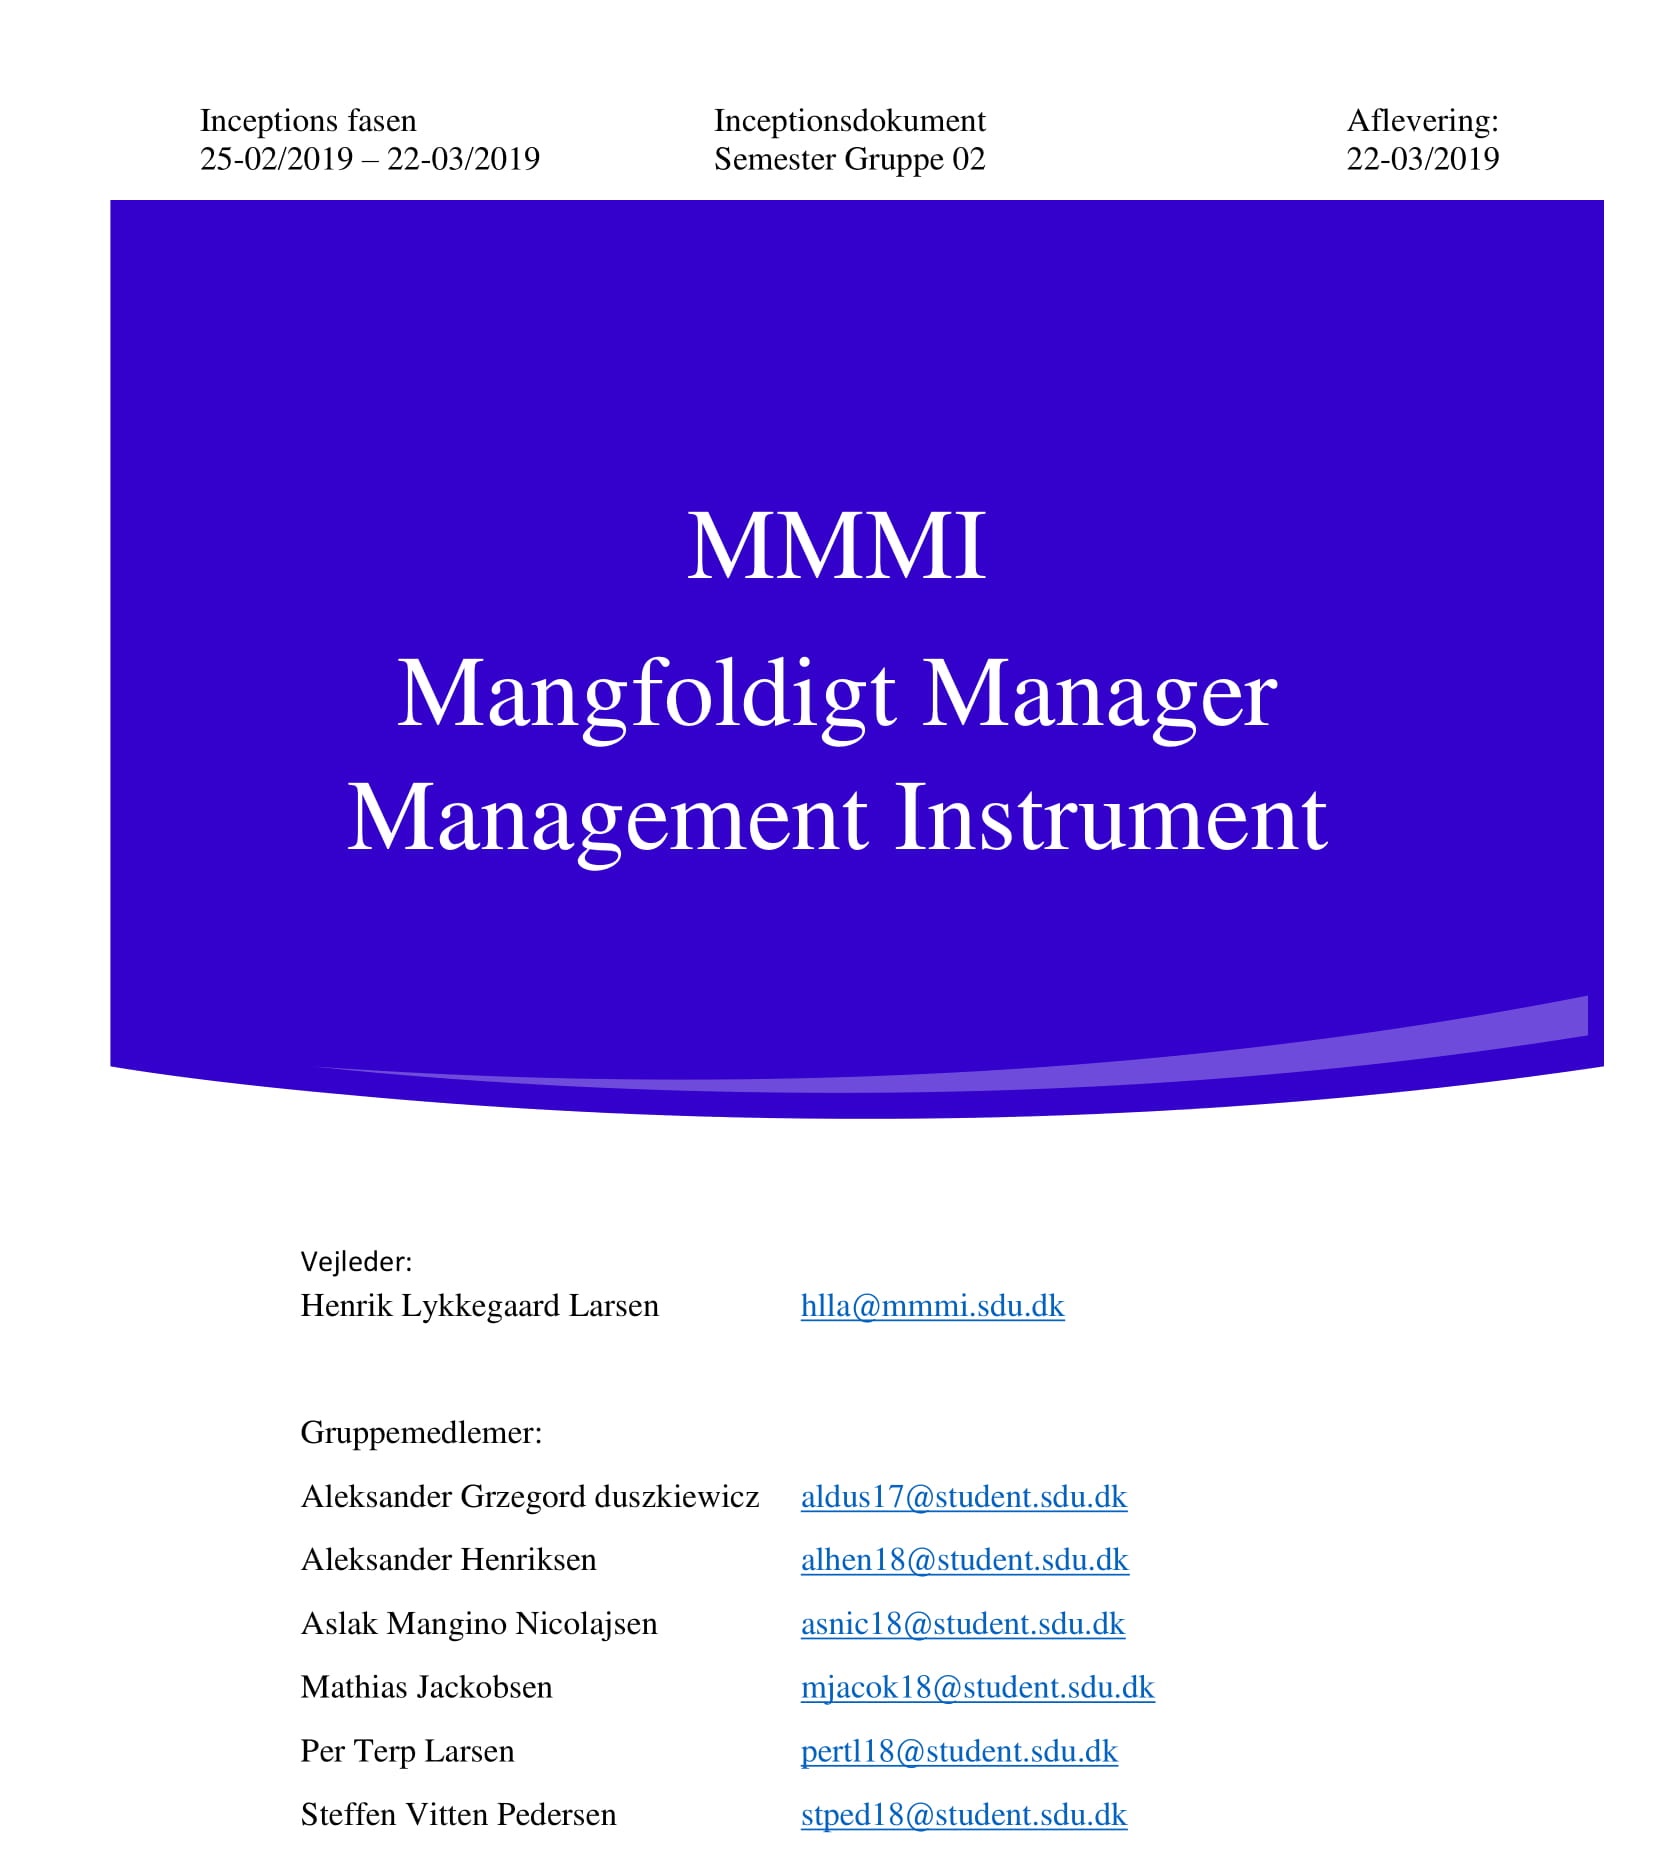 Inceptions fasen
25-02/2019 – 22-03/2019
Inceptionsdokument
Semester Gruppe 02
Aflevering:
22-03/2019
MMMI
Mangfoldigt Manager
Management Instrument
Vejleder:
Henrik Lykkegaard Larsen hlla@mmmi.sdu.dk
Gruppemedlemer:
Aleksander Grzegord duszkiewicz aldus17@student.sdu.dk
Aleksander Henriksen alhen18@student.sdu.dk
Aslak Mangino Nicolajsen asnic18@student.sdu.dk
Mathias Jackobsen mjacok18@student.sdu.dk
Per Terp Larsen pertl18@student.sdu.dk
Steffen Vitten Pedersen stped18@student.sdu.dk